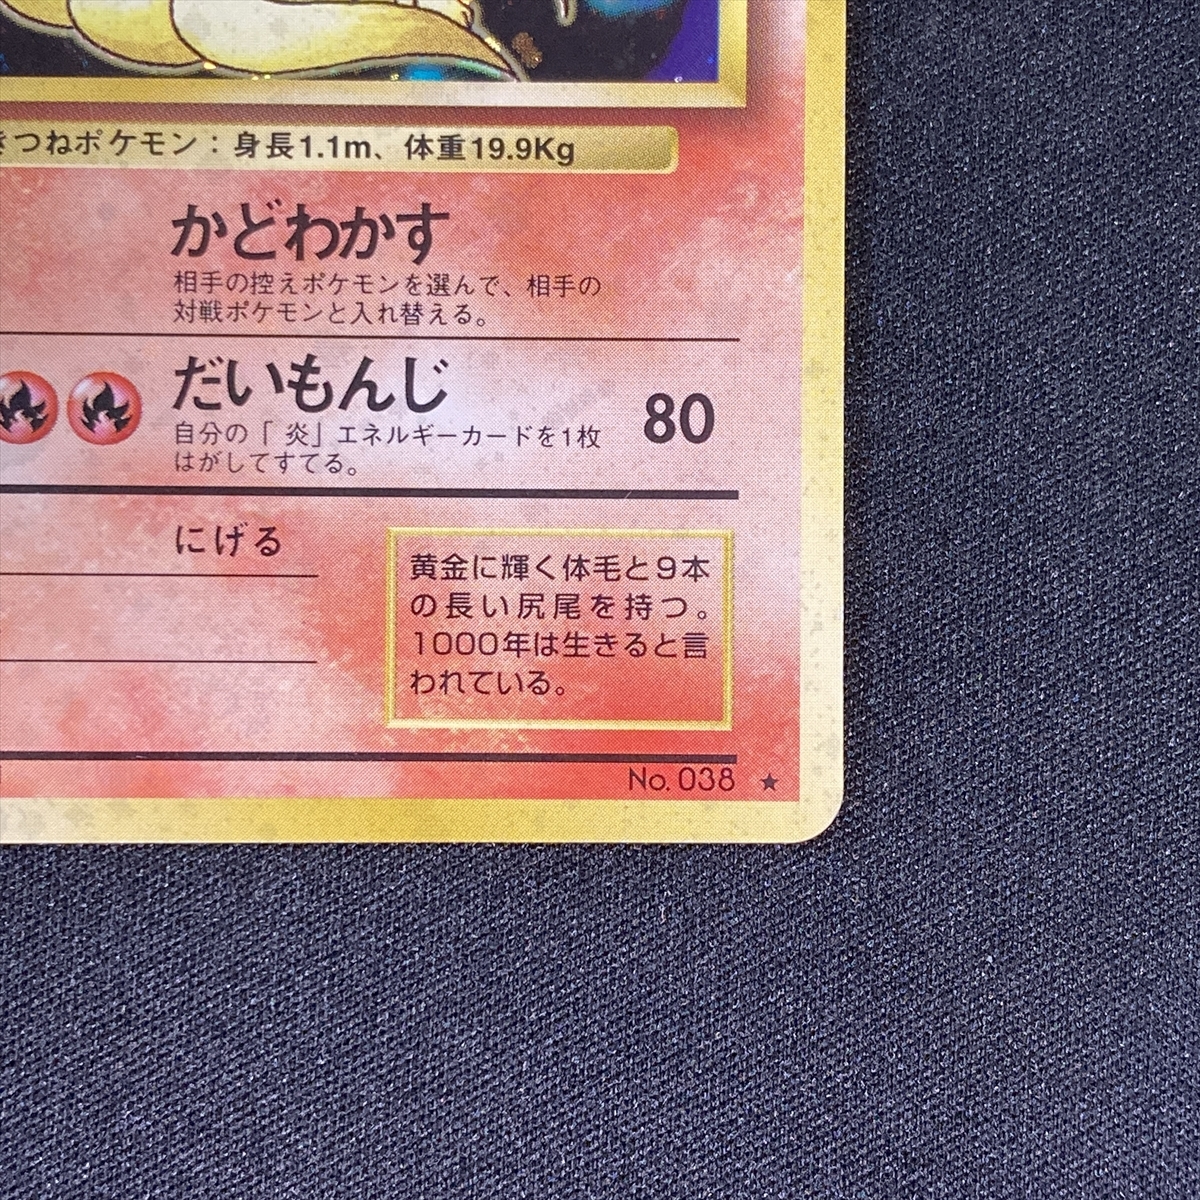 きつねポケモン：身長1.1m、体重19.9Kg
かどわかす
相手の控えポケモンを選んで、相手の
対戦ポケモンと入れ替える。
だいもんじ
80
自分の「炎」エネルギーカードを1枚
はがしてすてる。
にげる
黄金に輝く体毛と9本
の長い尻尾を持つ。
1000年は生きると言
われている。
No.038 ★